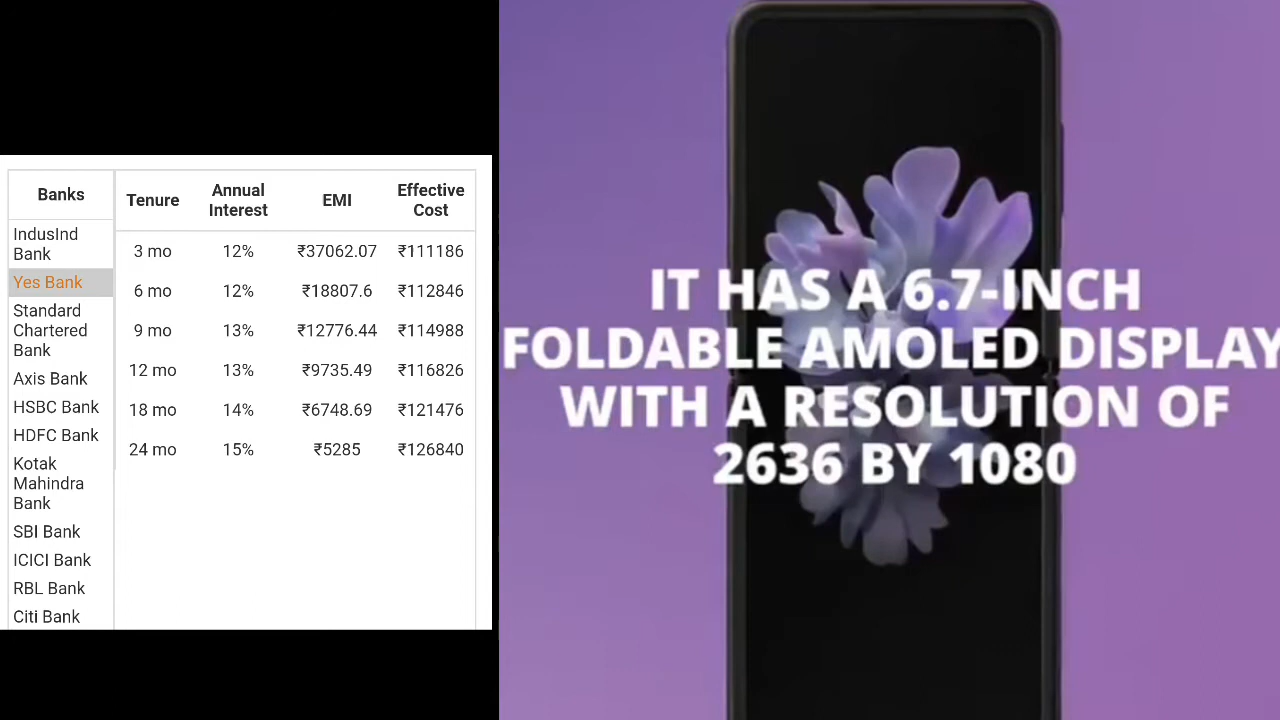 Banks
IndusInd
Bank
Yes Bank
Standard
Chartered
Bank
Axis Bank
HSBC Bank
HDFC Bank
Kotak
Mahindra
Bank
SBI Bank
ICICI Bank
RBL Bank
Citi Bank
Tenure Annual Interest EMI Effective Cost
3 mo 12% ₹37062.07 ₹111186
6 mo 12% ₹18807.6 ₹112846
9 mo 13% ₹12776.44 ₹114988
12 mo 13% ₹9735.49 ₹116826
18 mo 14% ₹6748.69 ₹121476
24 mo 15% ₹5285 ₹126840
IT HAS A 6.7-INCH
FOLDABLE AMOLED DISPLAY
WITH A RESOLUTION OF
2636 BY 1080